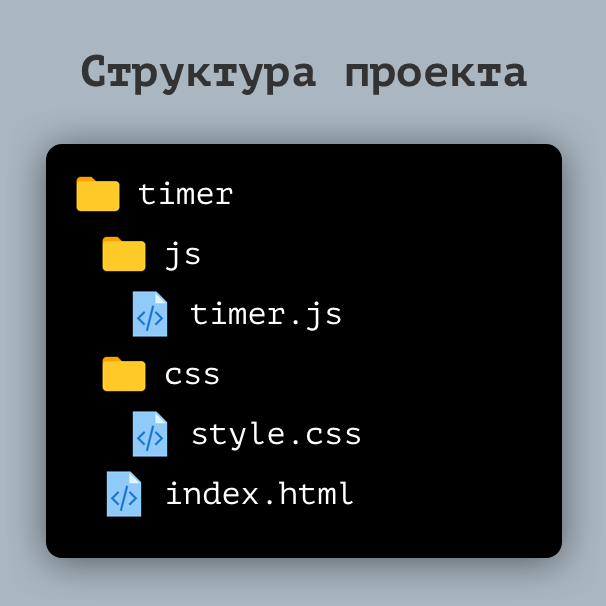 Структура проекта
timer
js
timer.js
css
style.css
index.html